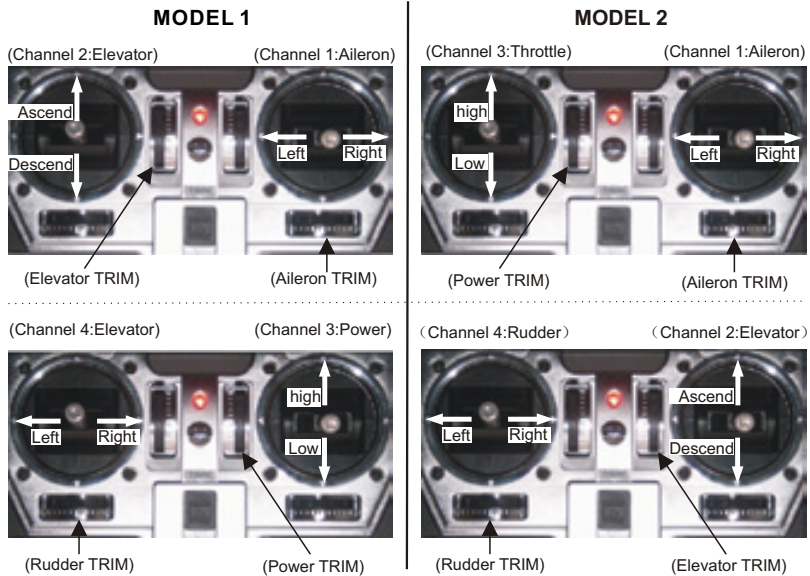 MODEL 1
(Channel 2:Elevator)
(Channel 1:Aileron)
Ascend
Descend
Left
Right
(Elevator TRIM)
(Aileron TRIM)
(Channel 4:Elevator)
(Channel 3:Power)
Left
Right
high
Low
(Rudder TRIM)
(Power TRIM)
MODEL 2
(Channel 3:Throttle)
(Channel 1:Aileron)
high
Low
Left
Right
(Power TRIM)
(Aileron TRIM)
（Channel 4:Rudder）
（Channel 2:Elevator）
Left
Right
Ascend
Descend
(Rudder TRIM)
(Elevator TRIM)